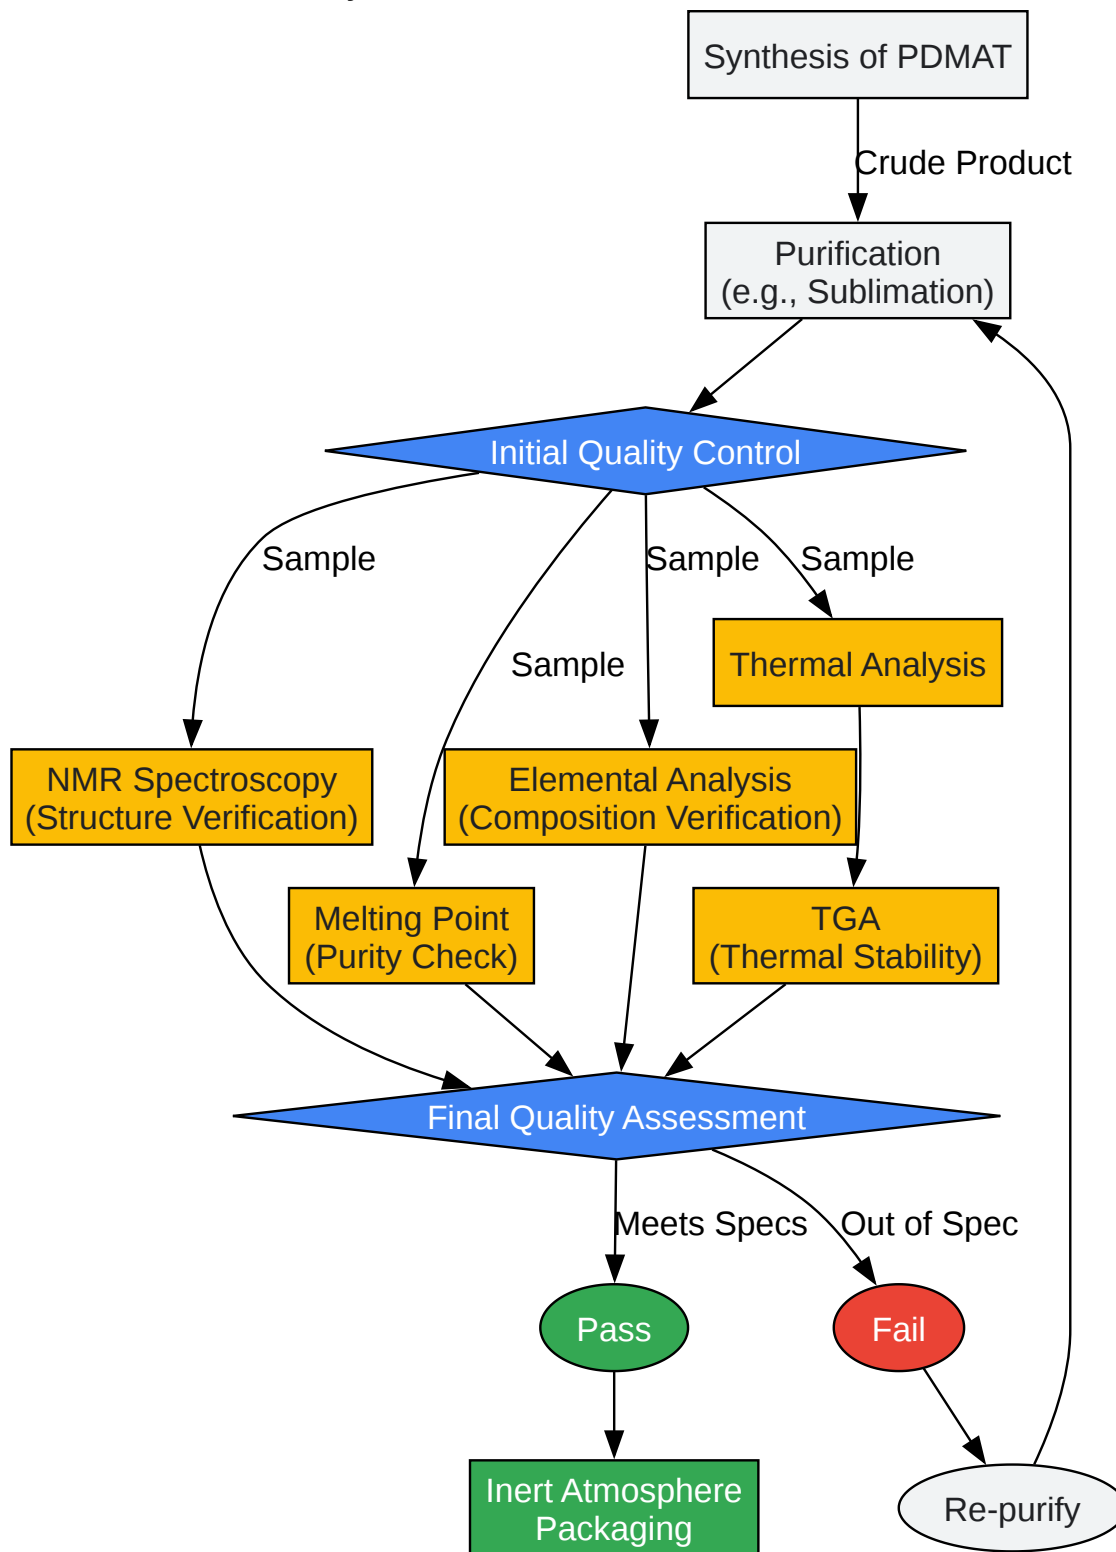 Synthesis of PDMAT
Crude Product
Purification
(e.g., Sublimation)
Initial Quality Control
Sample
Sample
Sample
Sample
Thermal Analysis
NMR Spectroscopy
(Structure Verification)
Elemental Analysis
(Composition Verification)
Melting Point
(Purity Check)
TGA
(Thermal Stability)
Final Quality Assessment
Meets Specs
Out of Spec
Pass
Fail
Inert Atmosphere
Packaging
Re-purify